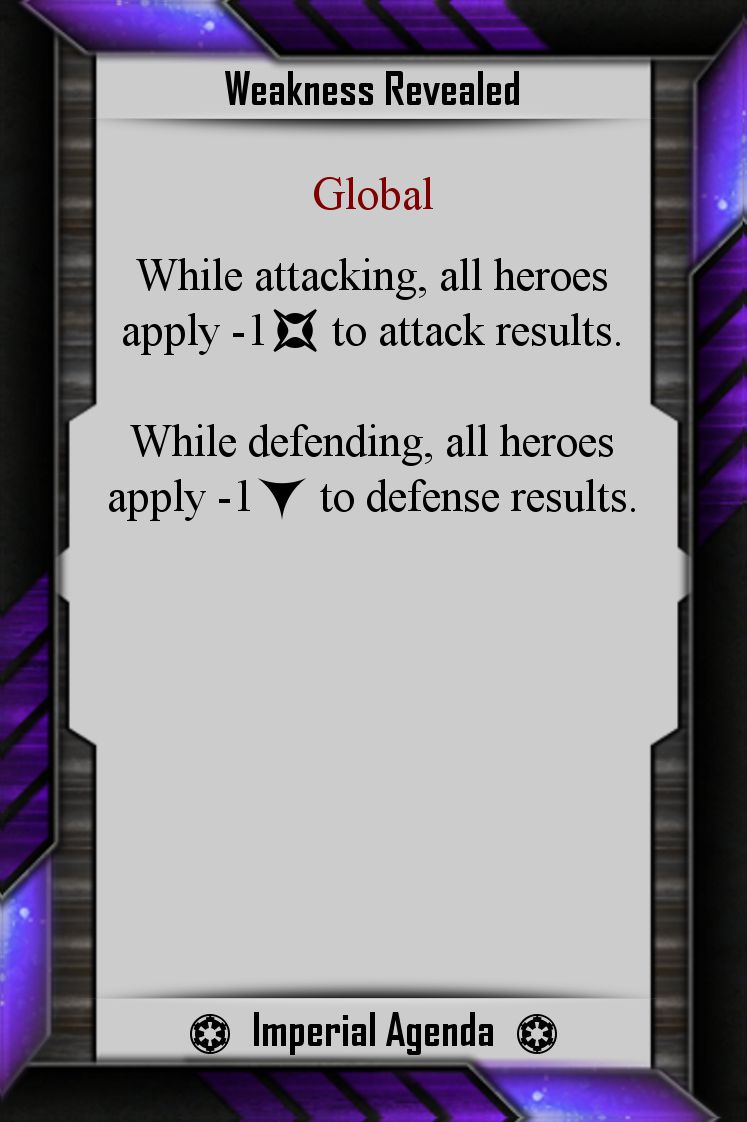 Weakness Revealed
Global
While attacking, all heroes
apply -1 to attack results.
While defending, all heroes
apply -1 to defense results.
Imperial Agenda